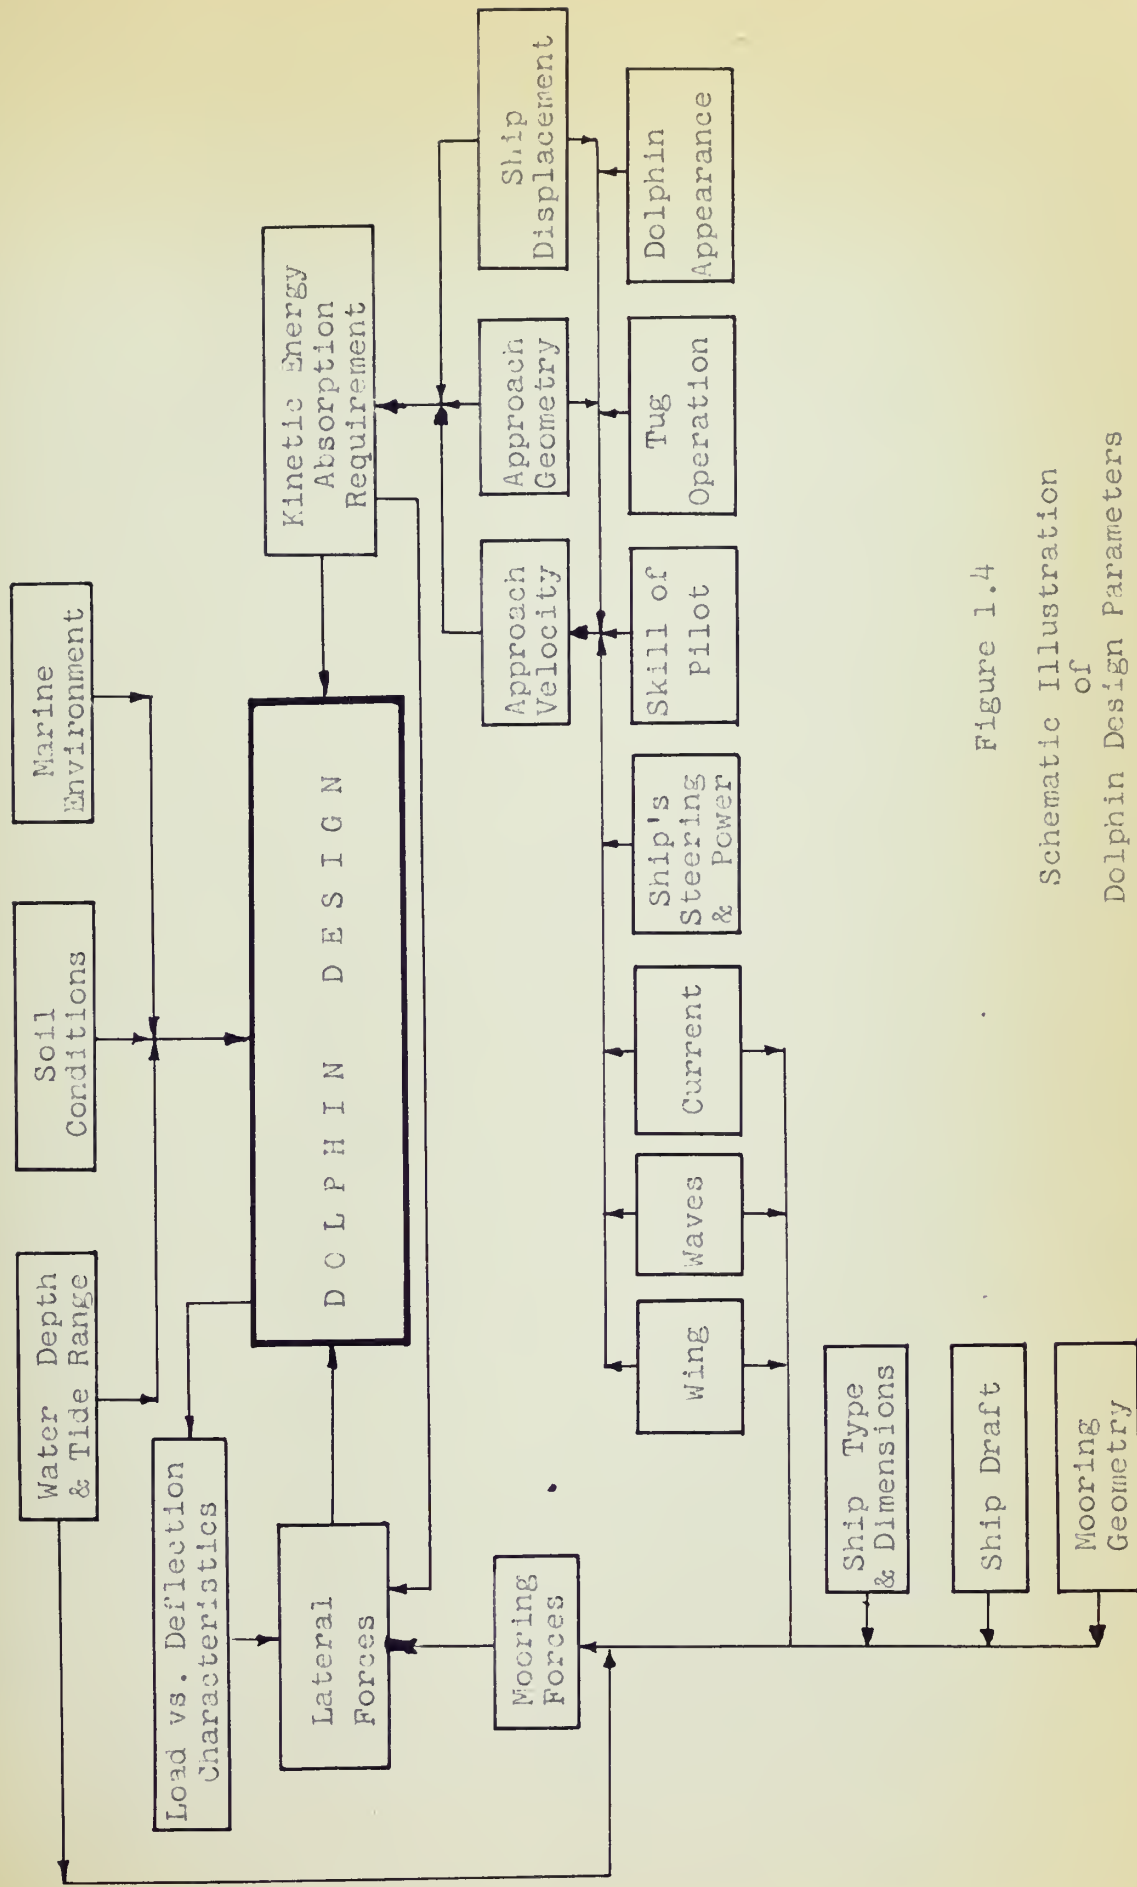 Water Depth
& Tide Range
Soil
Conditions
Marine
Environment
Load vs. Deflection
Characteristics
Lateral
Forces
DOLPHIN DESIGN
Kinetic Energy
Absorption
Requirement
Mooring
Forces
Approach
Velocity
Approach
Geometry
Ship
Displacement
Wing
Waves
Current
Ship's
Steering
& Power
Skill of
Pilot
Tug
Operation
Dolphin
Appearance
Ship Type
& Dimensions
Ship Draft
Mooring
Geometry
Figure 1.4
Schematic Illustration
of
Dolphin Design Parameters